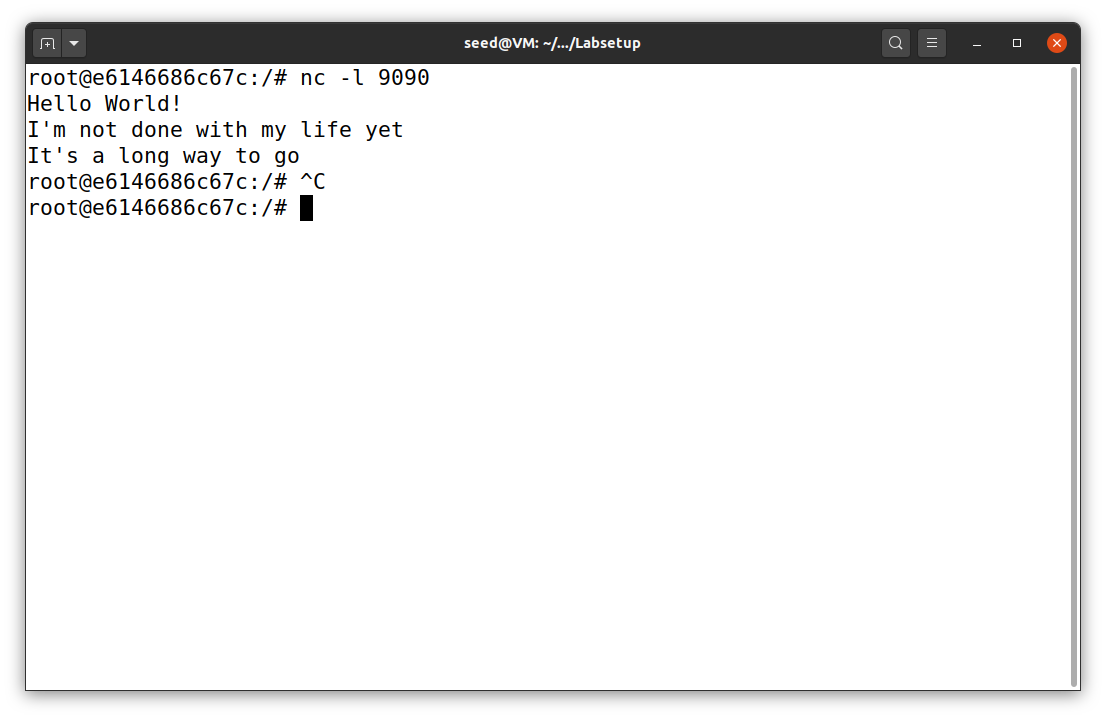 seed@VM: ~/.../Labsetup
root@e6146686c67c:/# nc -l 9090
Hello World!
I'm not done with my life yet
It's a long way to go
root@e6146686c67c:/# ^C
root@e6146686c67c:/#